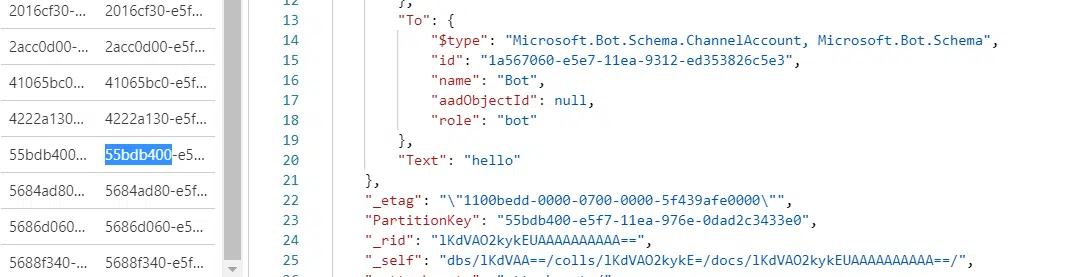 2016cf30-... 2016cf30-e5f...
2acc0d00-... 2acc0d00-e5f...
41065bc0... 41065bc0-e5f...
4222a130-... 4222a130-e5f...
55bdb400... 55bdb400-e5...
5684ad80... 5684ad80-e5f...
5686d060... 5686d060-e5f...
5688f340-... 5688f340-e5f...
12 },
13 "To": {
14 "$type": "Microsoft.Bot.Schema.ChannelAccount, Microsoft.Bot.Schema",
15 "id": "1a567060-e5e7-11ea-9312-ed353826c5e3",
16 "name": "Bot",
17 "aadObjectId": null,
18 "role": "bot"
19 },
20 "Text": "hello"
21 },
22 "_etag": "\"1100bedd-0000-0700-0000-5f439afe0000\"",
23 "PartitionKey": "55bdb400-e5f7-11ea-976e-0dad2c3433e0",
24 "_rid": "lKdVAO2kykEUAAAAAAAAAA==",
25 "_self": "dbs/lKdVAA==/colls/lKdVAO2kykE=/docs/lKdVAO2kykEUAAAAAAAAAA==/",